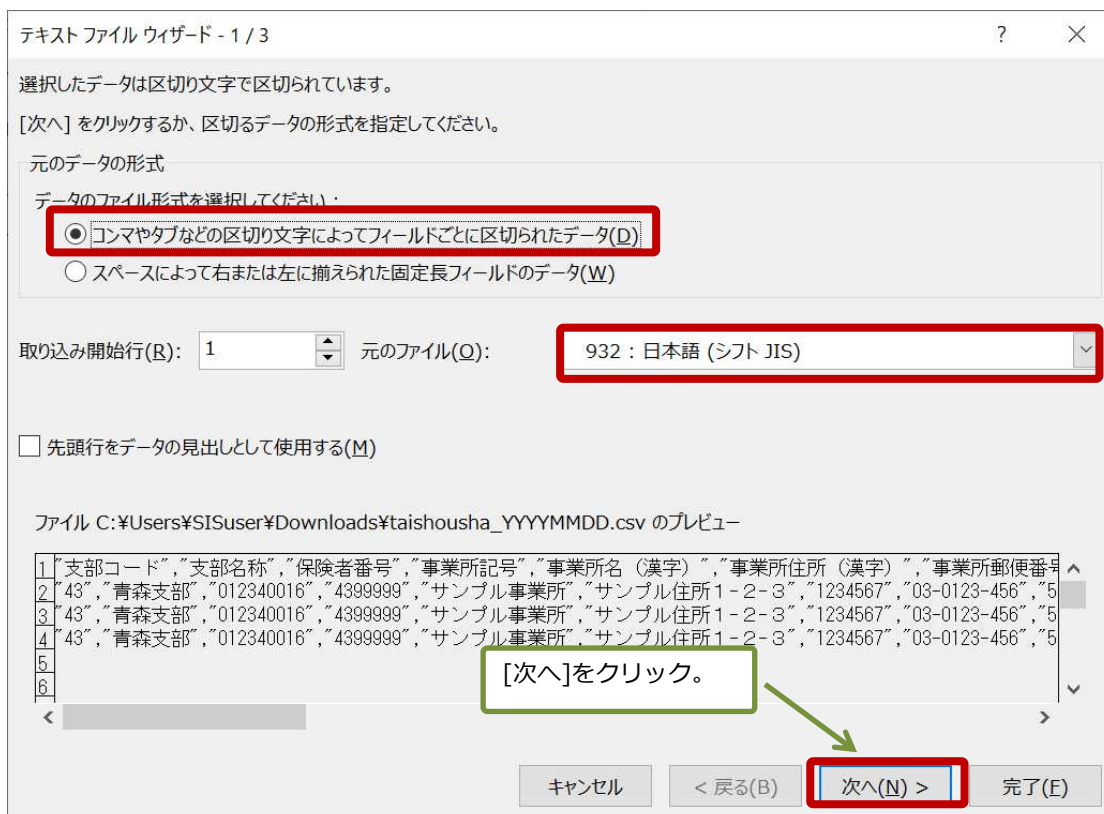 テキスト ファイル ウィザード - 1 / 3 ? ×
選択したデータは区切り文字で区切られています。
[次へ] をクリックするか、区切るデータの形式を指定してください。
元のデータの形式
データのファイル形式を選択してください：
コンマやタブなどの区切り文字によってフィールドごとに区切られたデータ(D)
スペースによって右または左に揃えられた固定長フィールドのデータ(W)
取り込み開始行(R): 1 元のファイル(O): 932 : 日本語 (シフト JIS)
先頭行をデータの見出しとして使用する(M)
ファイル C:¥Users¥SISuser¥Downloads¥taishousha_YYYYMMDD.csv のプレビュー
1 "支部コード","支部名称","保険者番号","事業所記号","事業所名（漢字）","事業所住所（漢字）","事業所郵便番号
2 "43","青森支部","012340016","4399999","サンプル事業所","サンプル住所１－２－３","1234567","03-0123-456","5
3 "43","青森支部","012340016","4399999","サンプル事業所","サンプル住所１－２－３","1234567","03-0123-456","5
4 "43","青森支部","012340016","4399999","サンプル事業所","サンプル住所１－２－３","1234567","03-0123-456","5
5
6
[次へ]をクリック。
キャンセル < 戻る(B) 次へ(N) > 完了(F)